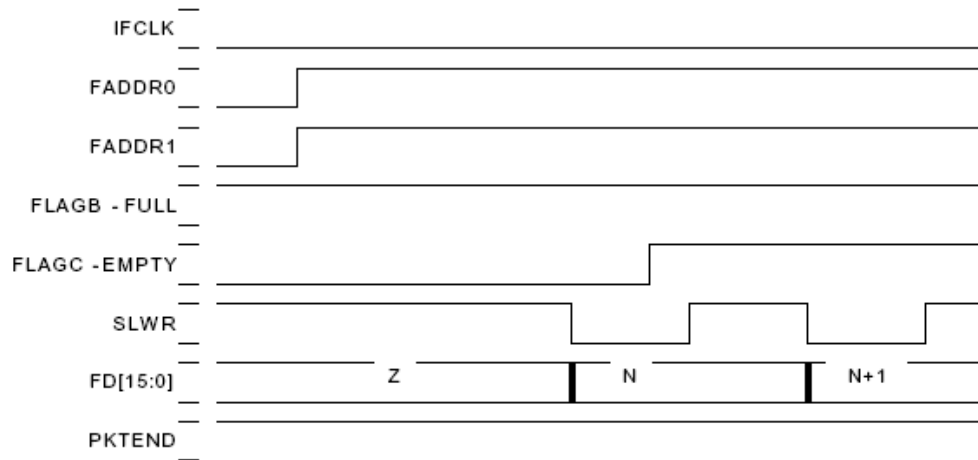 IFCLK
FADDR0
FADDR1
FLAGB - FULL
FLAGC - EMPTY
SLWR
FD[15:0] Z N N+1
PKTEND